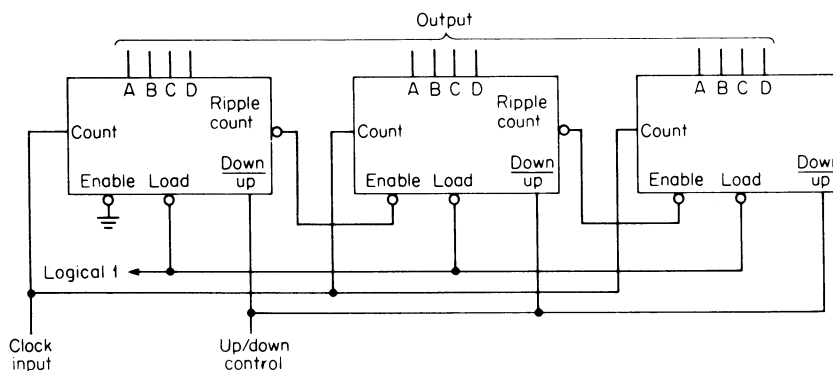 Output
A B C D
Ripple
count
Count
Enable Load
Down
up
A B C D
Ripple
count
Count
Enable Load
Down
up
A B C D
Count
Enable Load
Down
up
Logical 1
Clock
input
Up/down
control